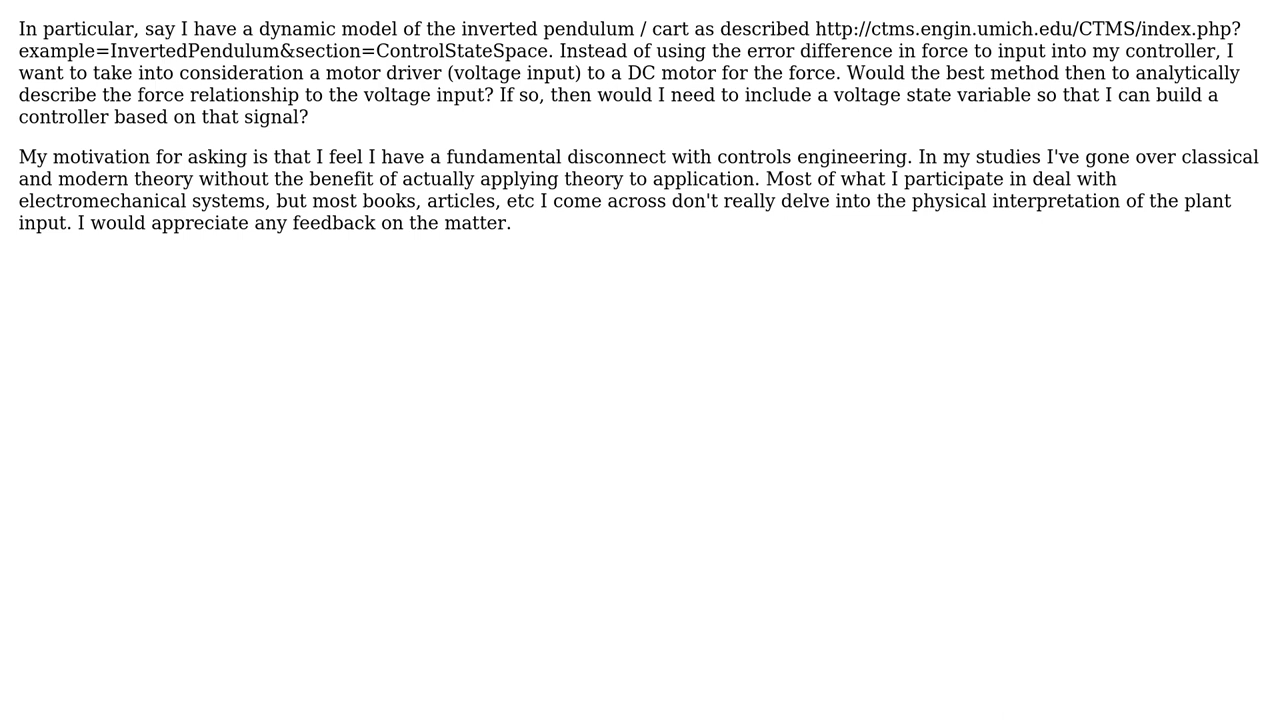 In particular, say I have a dynamic model of the inverted pendulum / cart as described http://ctms.engin.umich.edu/CTMS/index.php?
example=InvertedPendulum&section=ControlStateSpace. Instead of using the error difference in force to input into my controller, I
want to take into consideration a motor driver (voltage input) to a DC motor for the force. Would the best method then to analytically
describe the force relationship to the voltage input? If so, then would I need to include a voltage state variable so that I can build a
controller based on that signal?
My motivation for asking is that I feel I have a fundamental disconnect with controls engineering. In my studies I've gone over classical
and modern theory without the benefit of actually applying theory to application. Most of what I participate in deal with
electromechanical systems, but most books, articles, etc I come across don't really delve into the physical interpretation of the plant
input. I would appreciate any feedback on the matter.